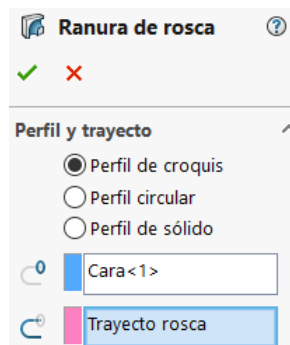 Ranura de rosca
Perfil y trayecto
Perfil de croquis
Perfil circular
Perfil de sólido
Cara<1>
Trayecto rosca